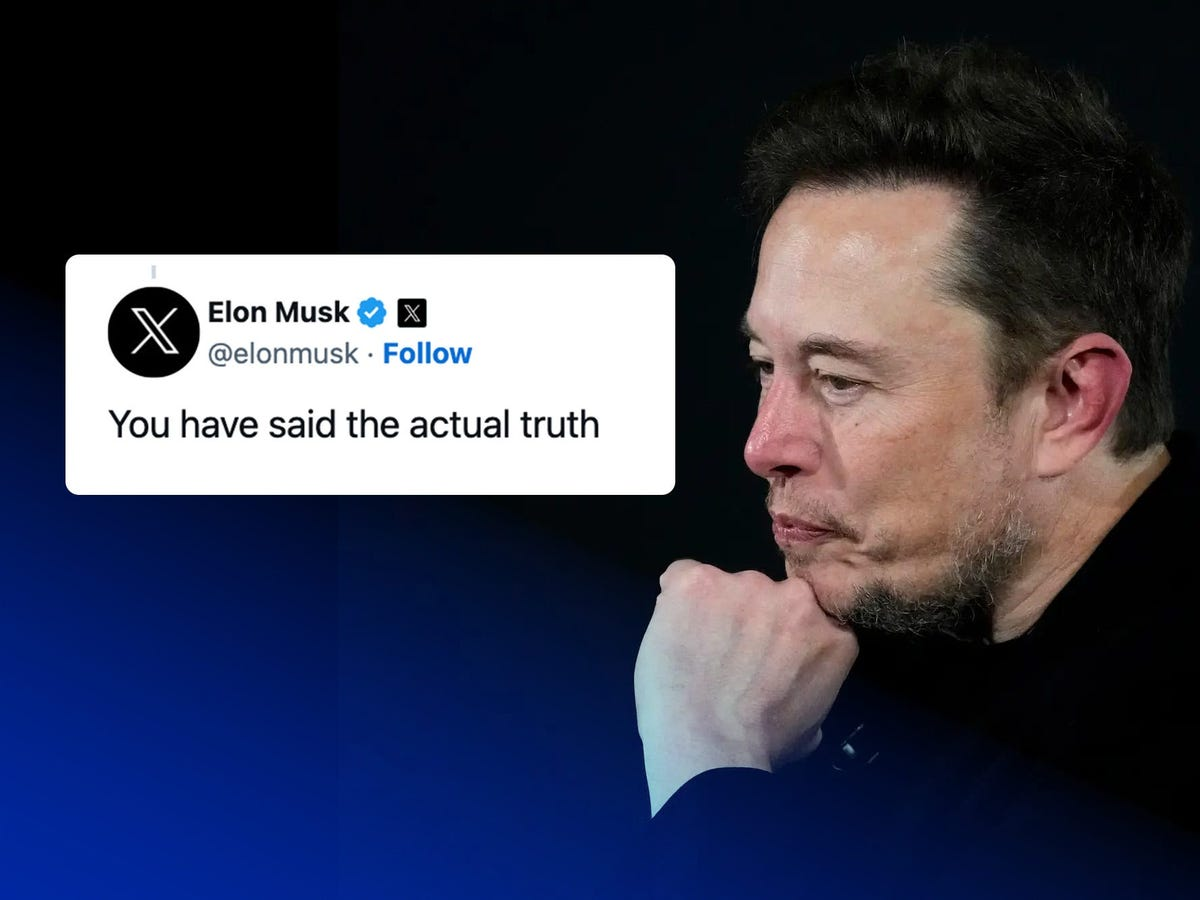 Elon Musk
@elonmusk · Follow
You have said the actual truth